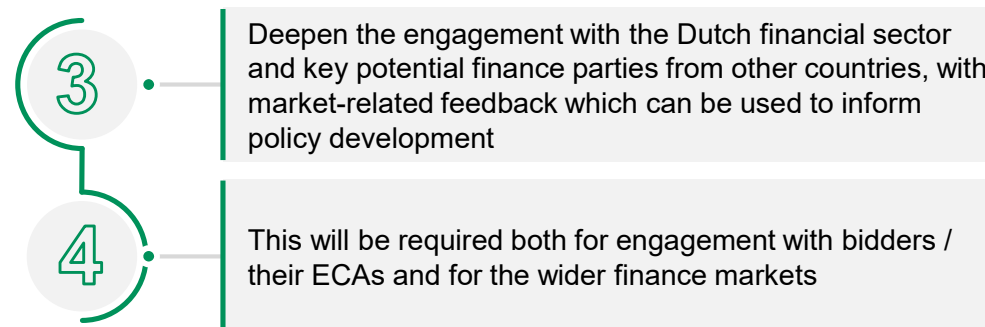 3
Deepen the engagement with the Dutch financial sector
and key potential finance parties from other countries, with
market-related feedback which can be used to inform
policy development
4
This will be required both for engagement with bidders /
their ECAs and for the wider finance markets